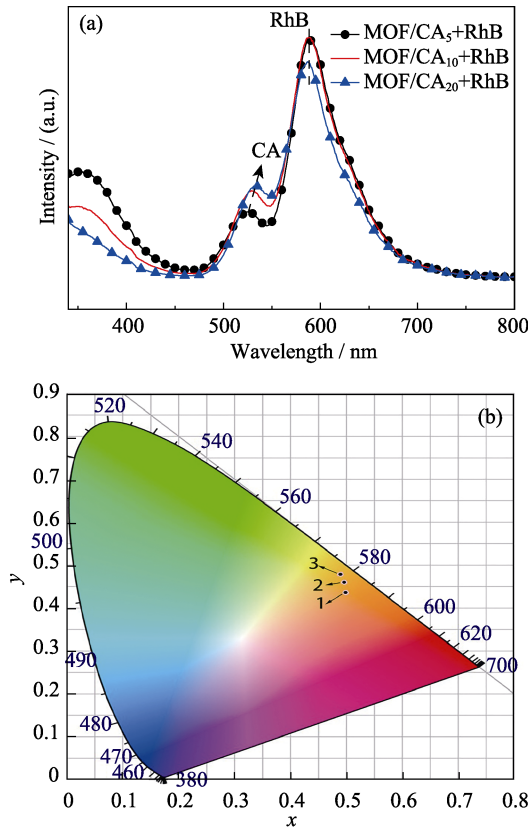 (a)
RhB
MOF/CA₅+RhB
MOF/CA₁₀+RhB
MOF/CA₂₀+RhB
CA
Intensity / (a.u.)
400 500 600 700 800
Wavelength / nm
(b)
0.9
0.8
0.7
0.6
0.5
0.4
0.3
0.2
0.1
0
y
520
540
560
580
600
620
700
500
490
480
470
460
380
3
2
1
0 0.1 0.2 0.3 0.4 0.5 0.6 0.7 0.8
x